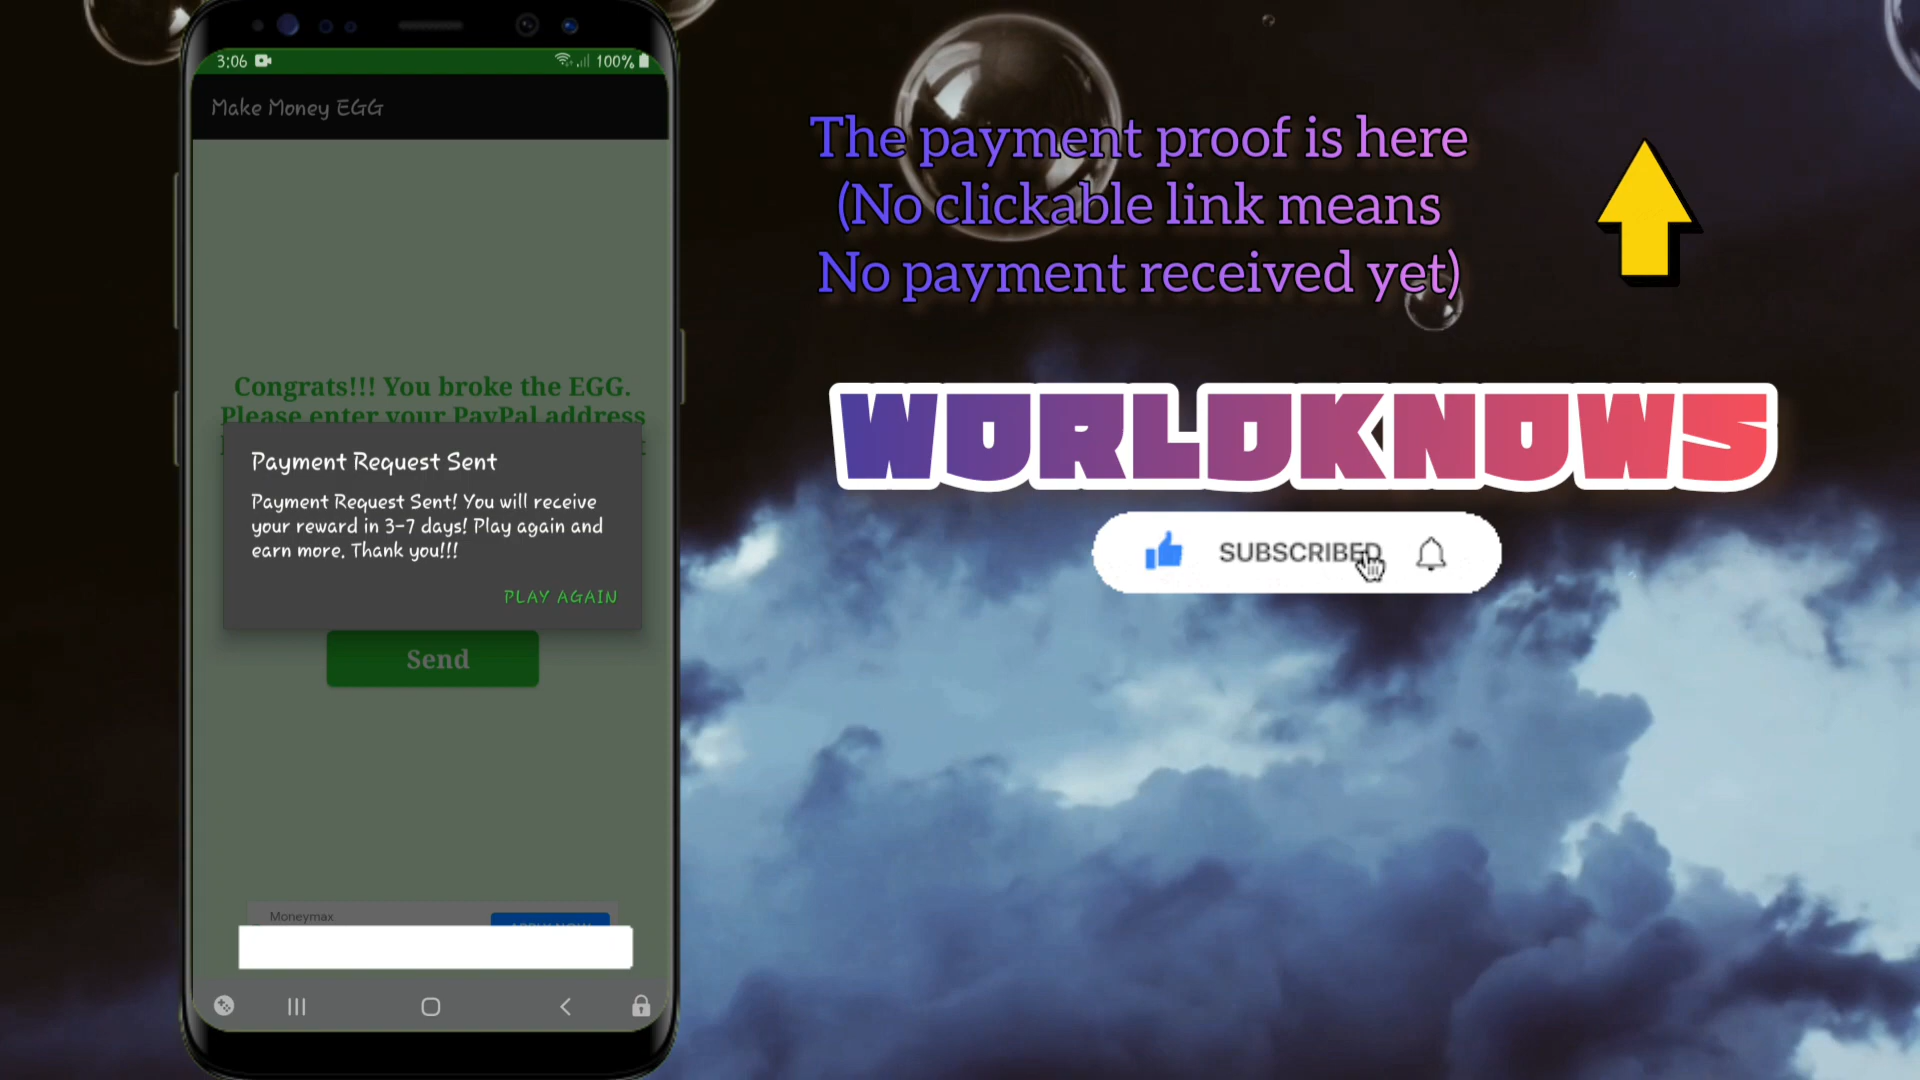 3:06
100%
Make Money EGG
Congrats!!! You broke the EGG.
Please enter your PayPal address
Payment Request Sent
Payment Request Sent! You will receive
your reward in 3-7 days! Play again and
earn more. Thank you!!!
PLAY AGAIN
Send
Moneymax
The payment proof is here
(No clickable link means
No payment received yet)
WORLDKNOWS
SUBSCRIBED